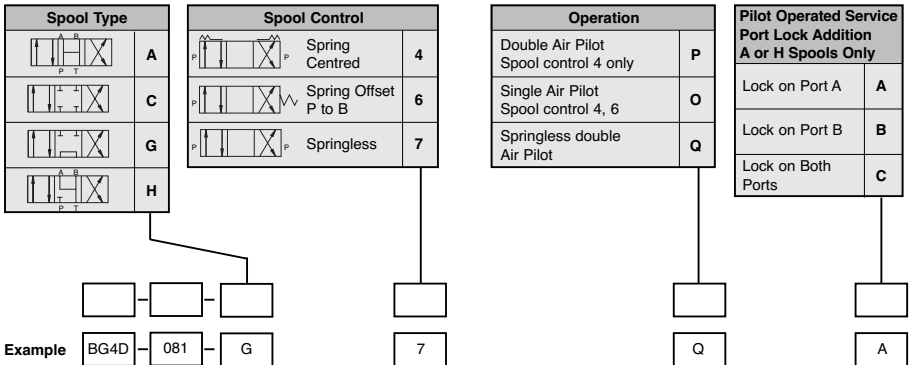 Spool Type
A B
P T
A
C
G
A B
P T
H
Spool Control
P P
Spring
Centred
4
P
Spring Offset
P to B
6
P P
Springless
7
Operation
Double Air Pilot
Spool control 4 only
P
Single Air Pilot
Spool control 4, 6
O
Springless double
Air Pilot
Q
Pilot Operated Service
Port Lock Addition
A or H Spools Only
Lock on Port A
A
Lock on Port B
B
Lock on Both
Ports
C
Example BG4D – 081 – G 7 Q A